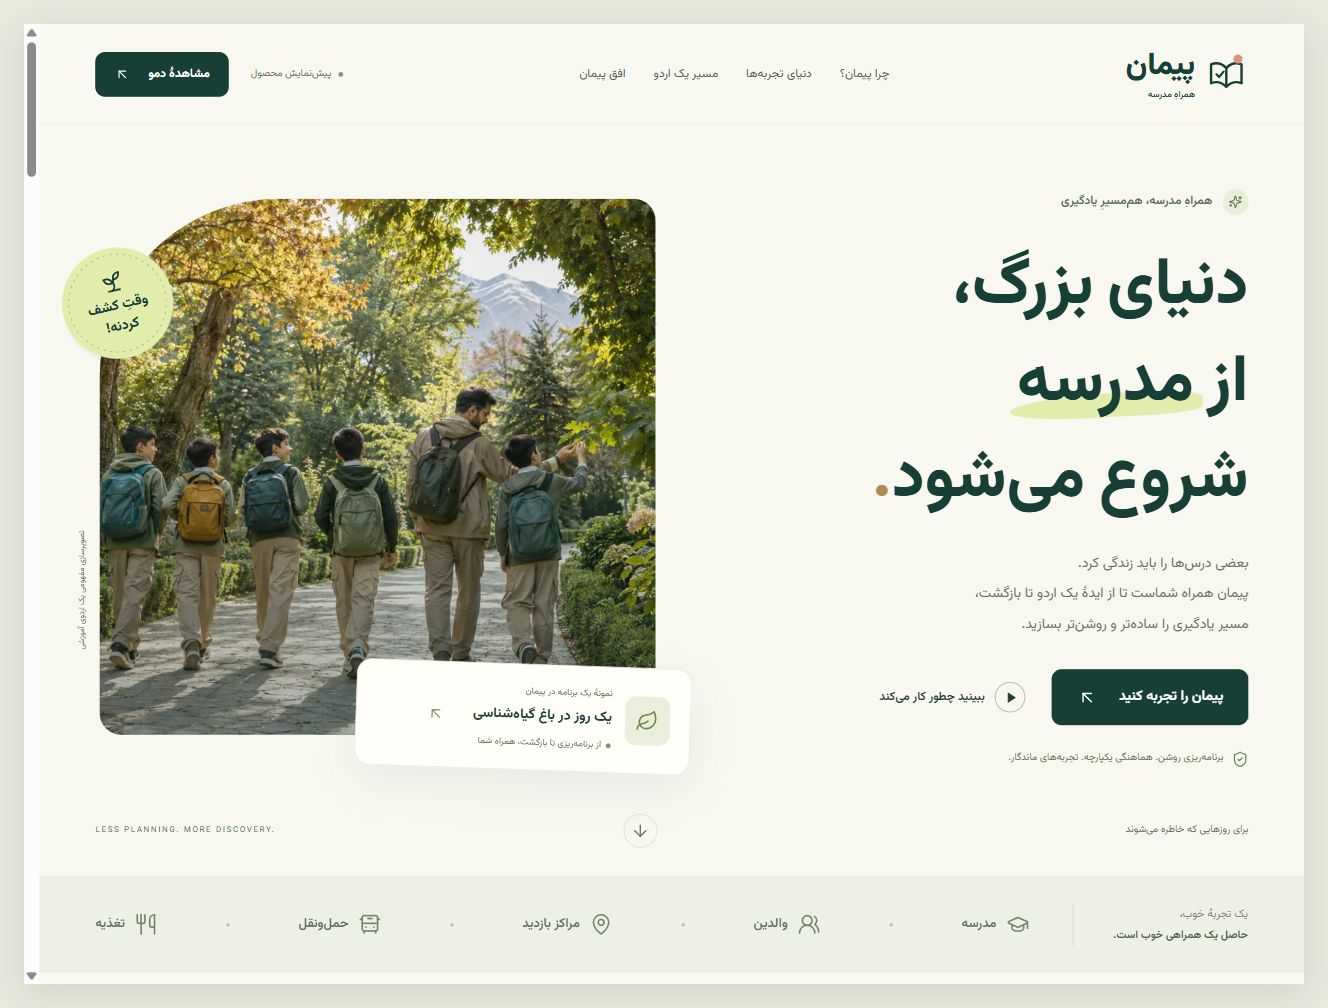 پیمان
همراه مدرسه
چرا پیمان؟
دنیای تجربه‌ها
مسیر یک اردو
افق پیمان
پیش‌نمایش محصول
مشاهدهٔ دمو
همراهِ مدرسه، هم‌مسیرِ یادگیری
دنیای بزرگ،
از مدرسه
شروع می‌شود.
بعضی درس‌ها را باید زندگی کرد.
پیمان همراه شماست تا از ایدهٔ یک اردو تا بازگشت،
مسیر یادگیری را ساده‌تر و روشن‌تر بسازید.
پیمان را تجربه کنید
ببینید چطور کار می‌کند
برنامه‌ریزی روشن. هماهنگی یکپارچه. تجربه‌های ماندگار.
وقتِ کشف
کردنه!
تصویرسازی مفهومی یک اردوی آموزشی
نمونهٔ یک برنامه در پیمان
یک روز در باغ گیاه‌شناسی
از برنامه‌ریزی تا بازگشت، همراه شما
برای روزهایی که خاطره می‌شوند
LESS PLANNING. MORE DISCOVERY.
یک تجربهٔ خوب،
حاصل یک همراهی خوب است.
مدرسه
والدین
مراکز بازدید
حمل‌ونقل
تغذیه